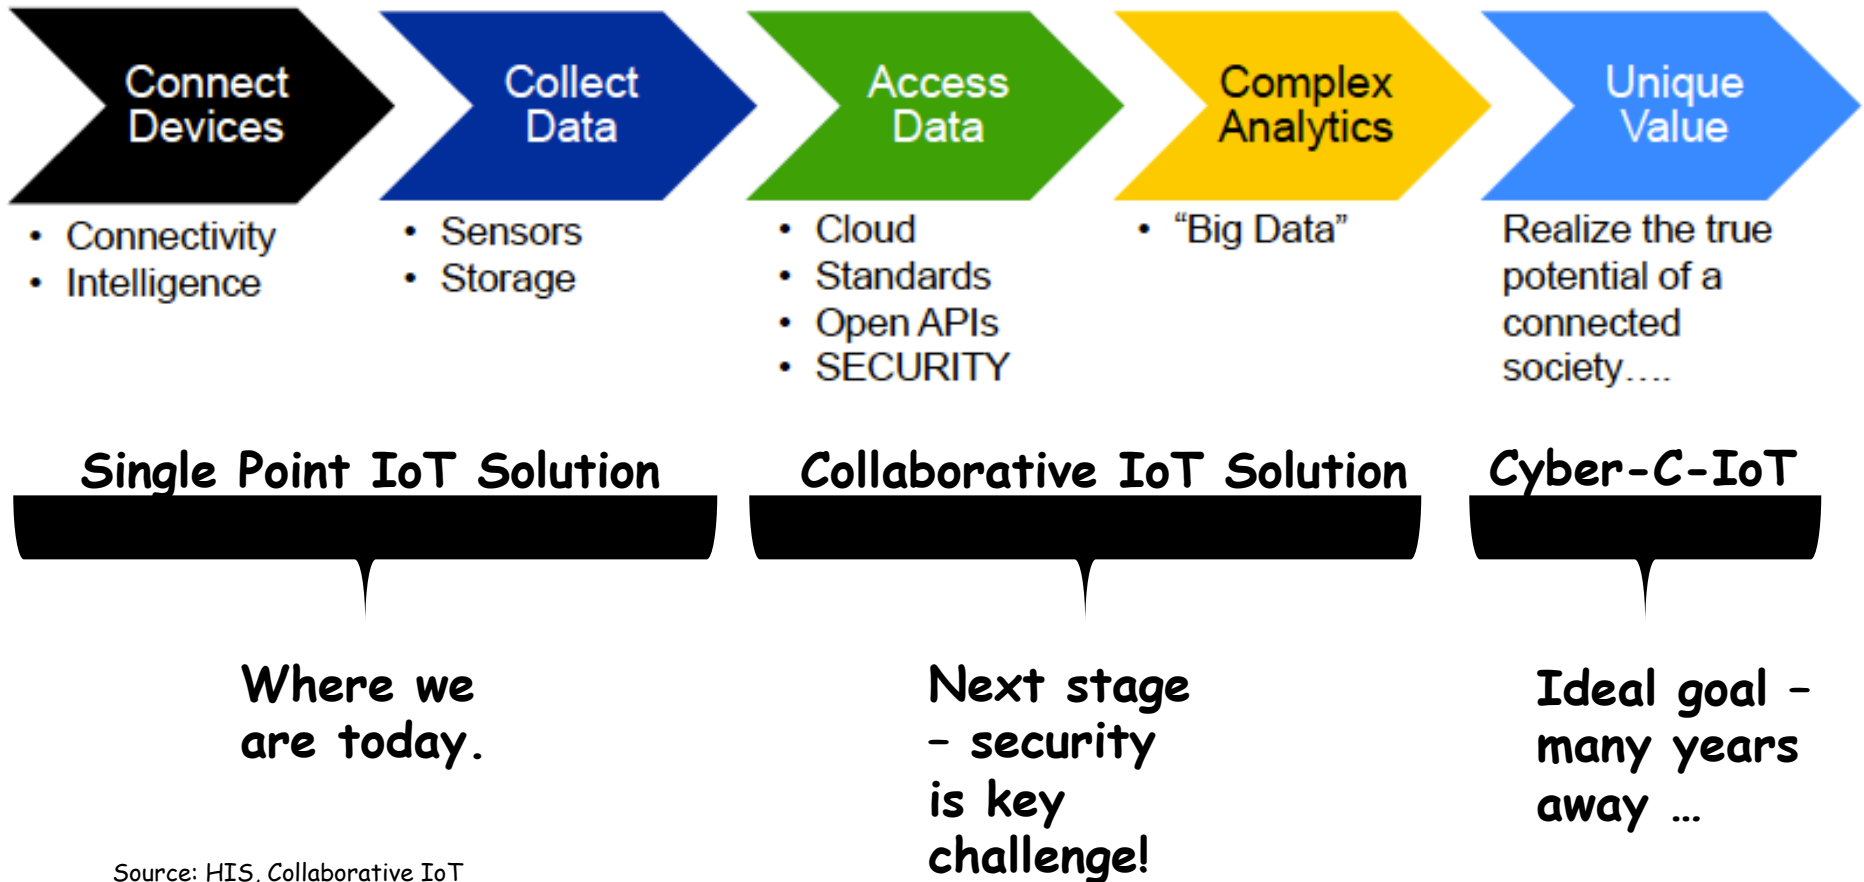 Connect
Devices
Collect
Data
Access
Data
Complex
Analytics
Unique
Value
• Connectivity
• Intelligence
• Sensors
• Storage
• Cloud
• Standards
• Open APIs
• SECURITY
• “Big Data”
Realize the true
potential of a
connected
society….
Single Point IoT Solution
Collaborative IoT Solution
Cyber-C-IoT
Where we
are today.
Next stage
– security
is key
challenge!
Ideal goal –
many years
away …
Source: HIS, Collaborative IoT